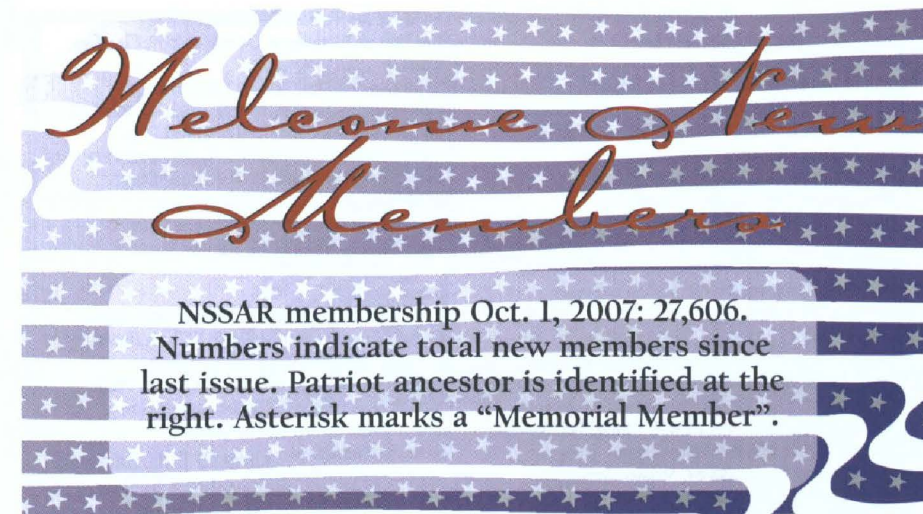 Welcome New
Members
NSSAR membership Oct. 1, 2007: 27,606.
Numbers indicate total new members since
last issue. Patriot ancestor is identified at the
right. Asterisk marks a “Memorial Member”.